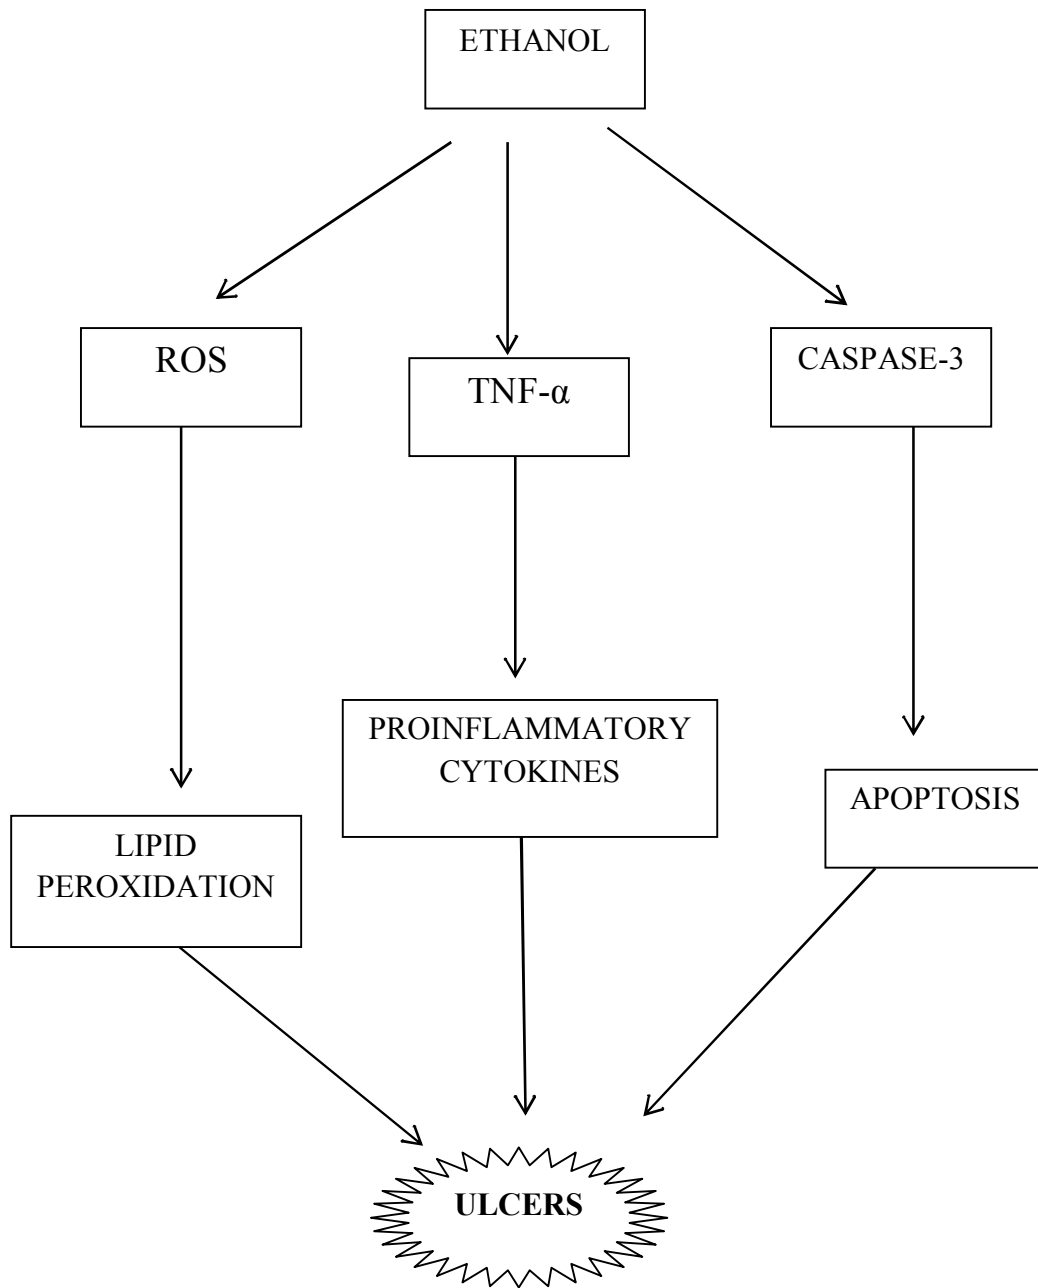 ETHANOL
ROS
TNF-α
CASPASE-3
PROINFLAMMATORY
CYTOKINES
APOPTOSIS
LIPID
PEROXIDATION
ULCERS